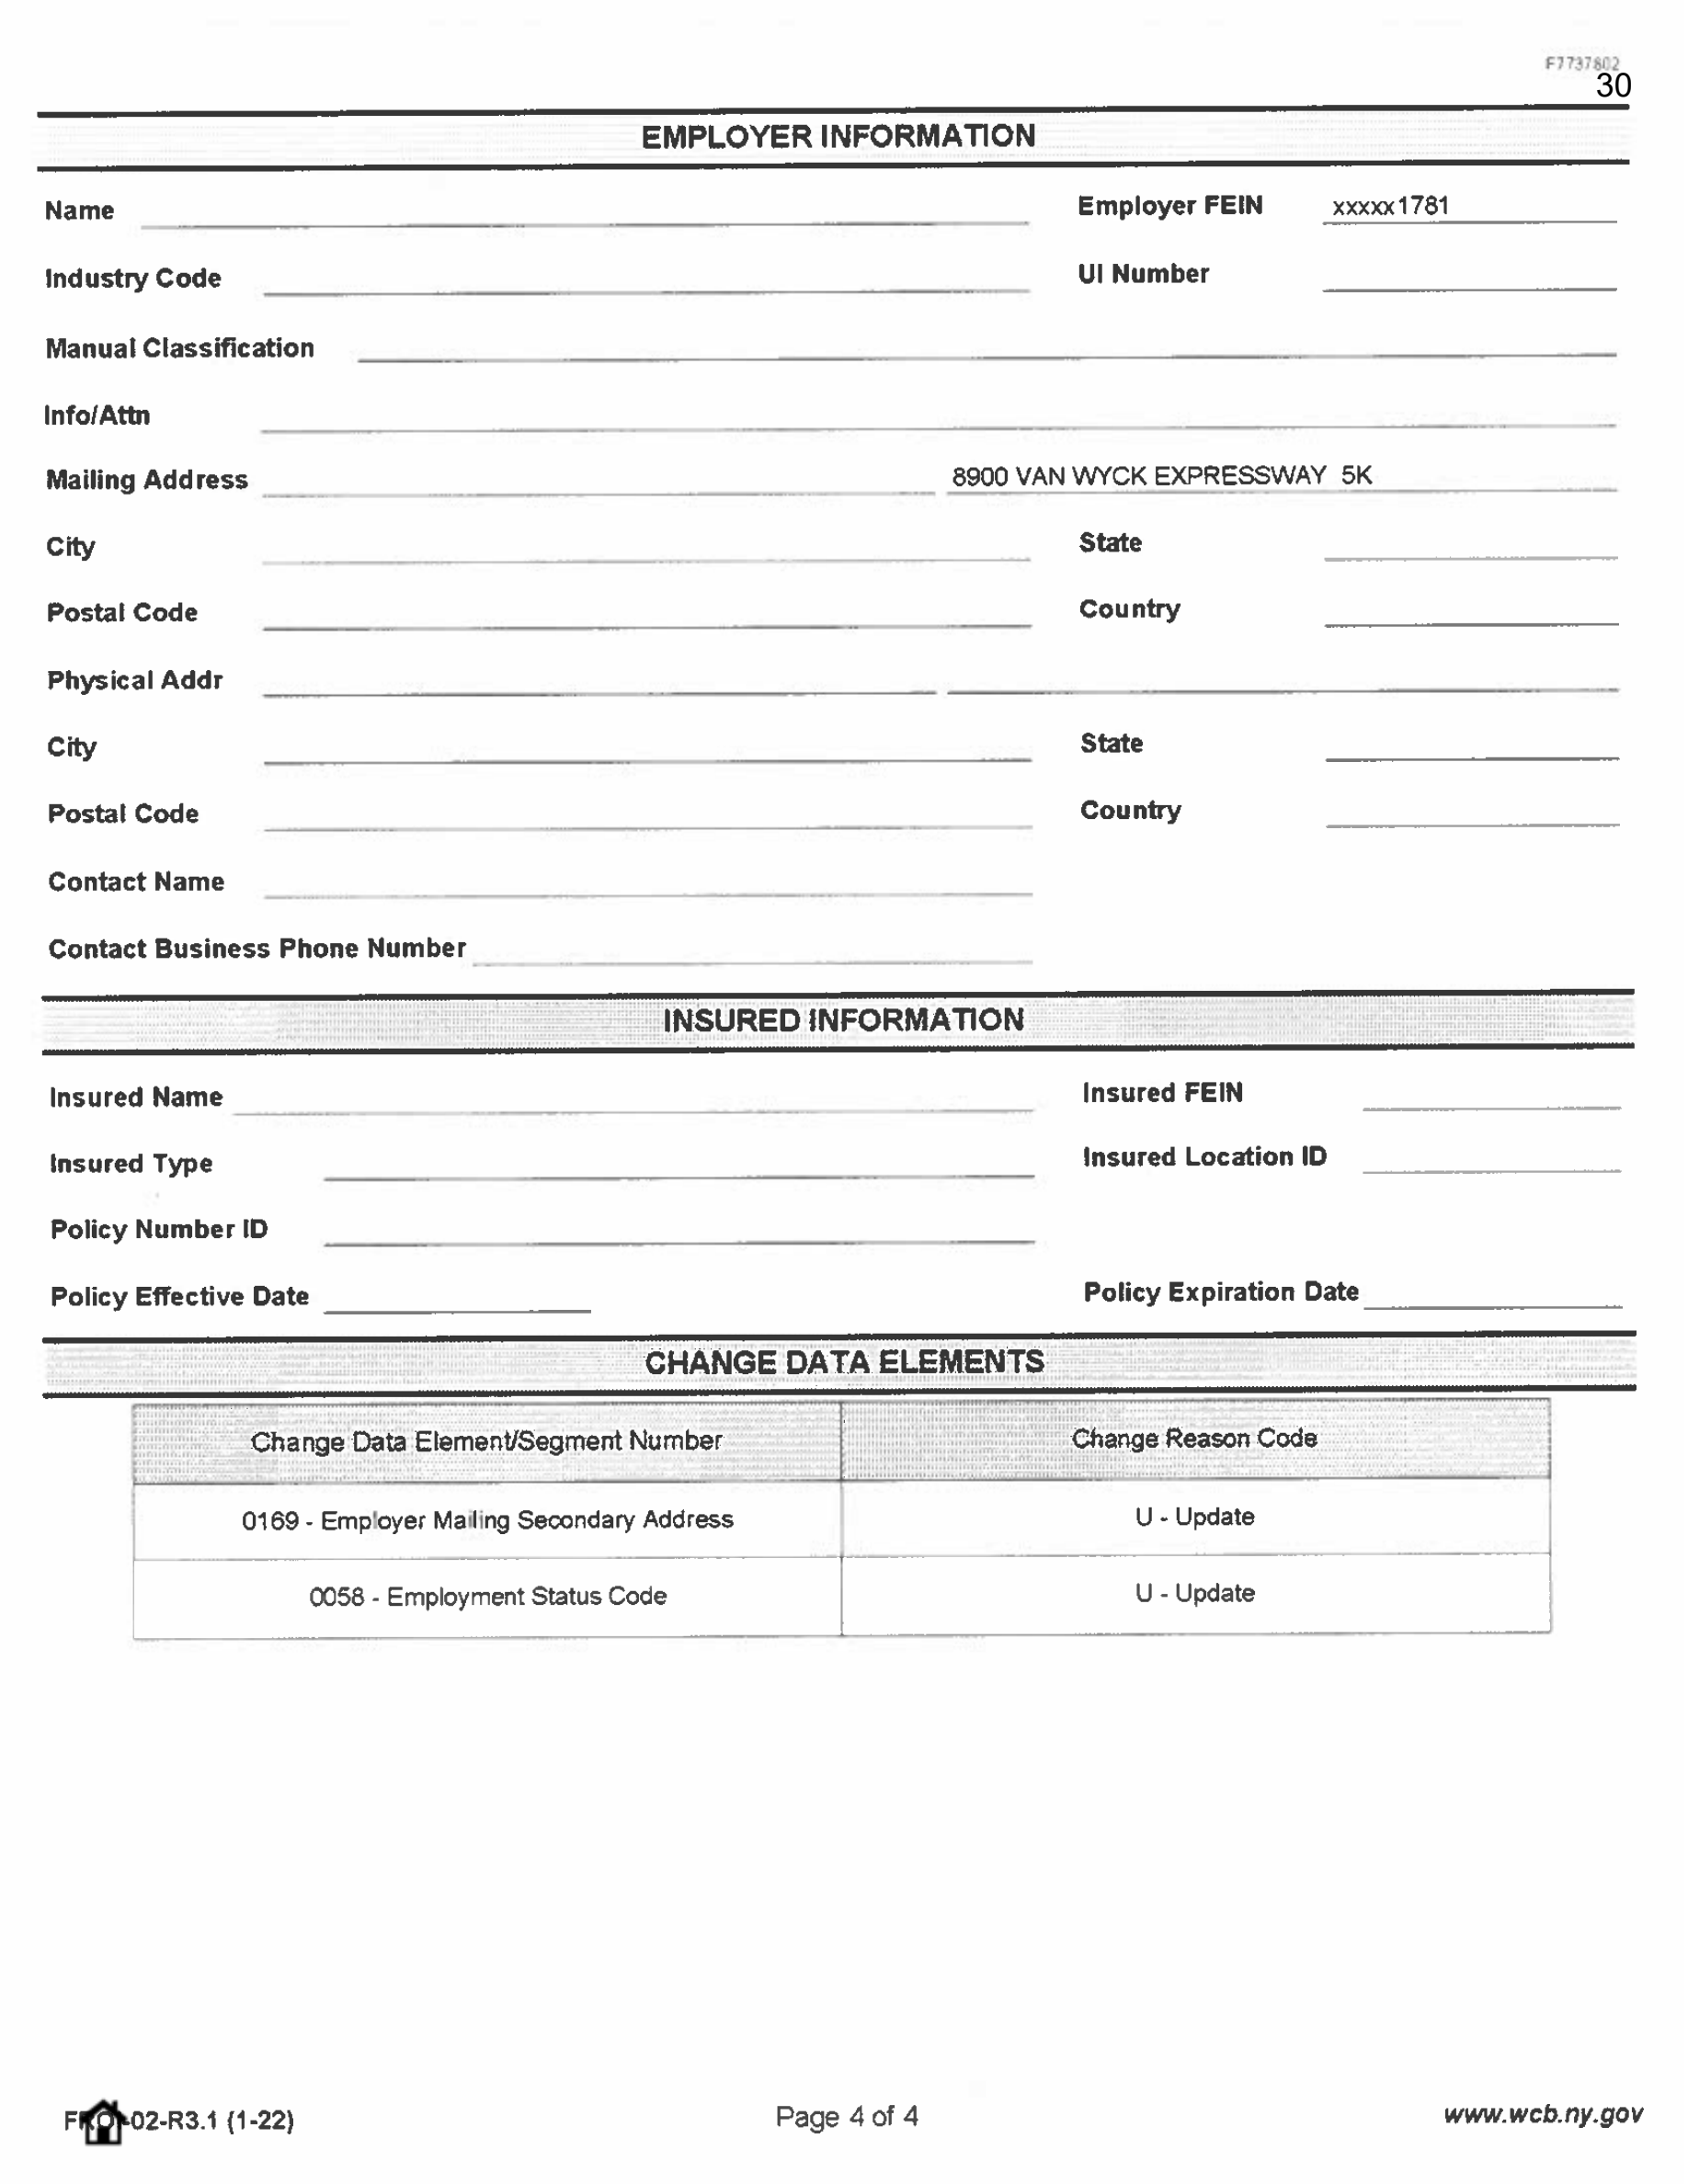 F7737802
30
EMPLOYER INFORMATION
Name Employer FEIN xxxxx1781
Industry Code UI Number
Manual Classification
Info/Attn
Mailing Address 8900 VAN WYCK EXPRESSWAY 5K
City State
Postal Code Country
Physical Addr
City State
Postal Code Country
Contact Name
Contact Business Phone Number
INSURED INFORMATION
Insured Name Insured FEIN
Insured Type Insured Location ID
Policy Number ID
Policy Effective Date Policy Expiration Date
CHANGE DATA ELEMENTS
Change Data Element/Segment Number Change Reason Code
0169 - Employer Mailing Secondary Address U - Update
0058 - Employment Status Code U - Update
-02-R3.1 (1-22) Page 4 of 4 www.wcb.ny.gov